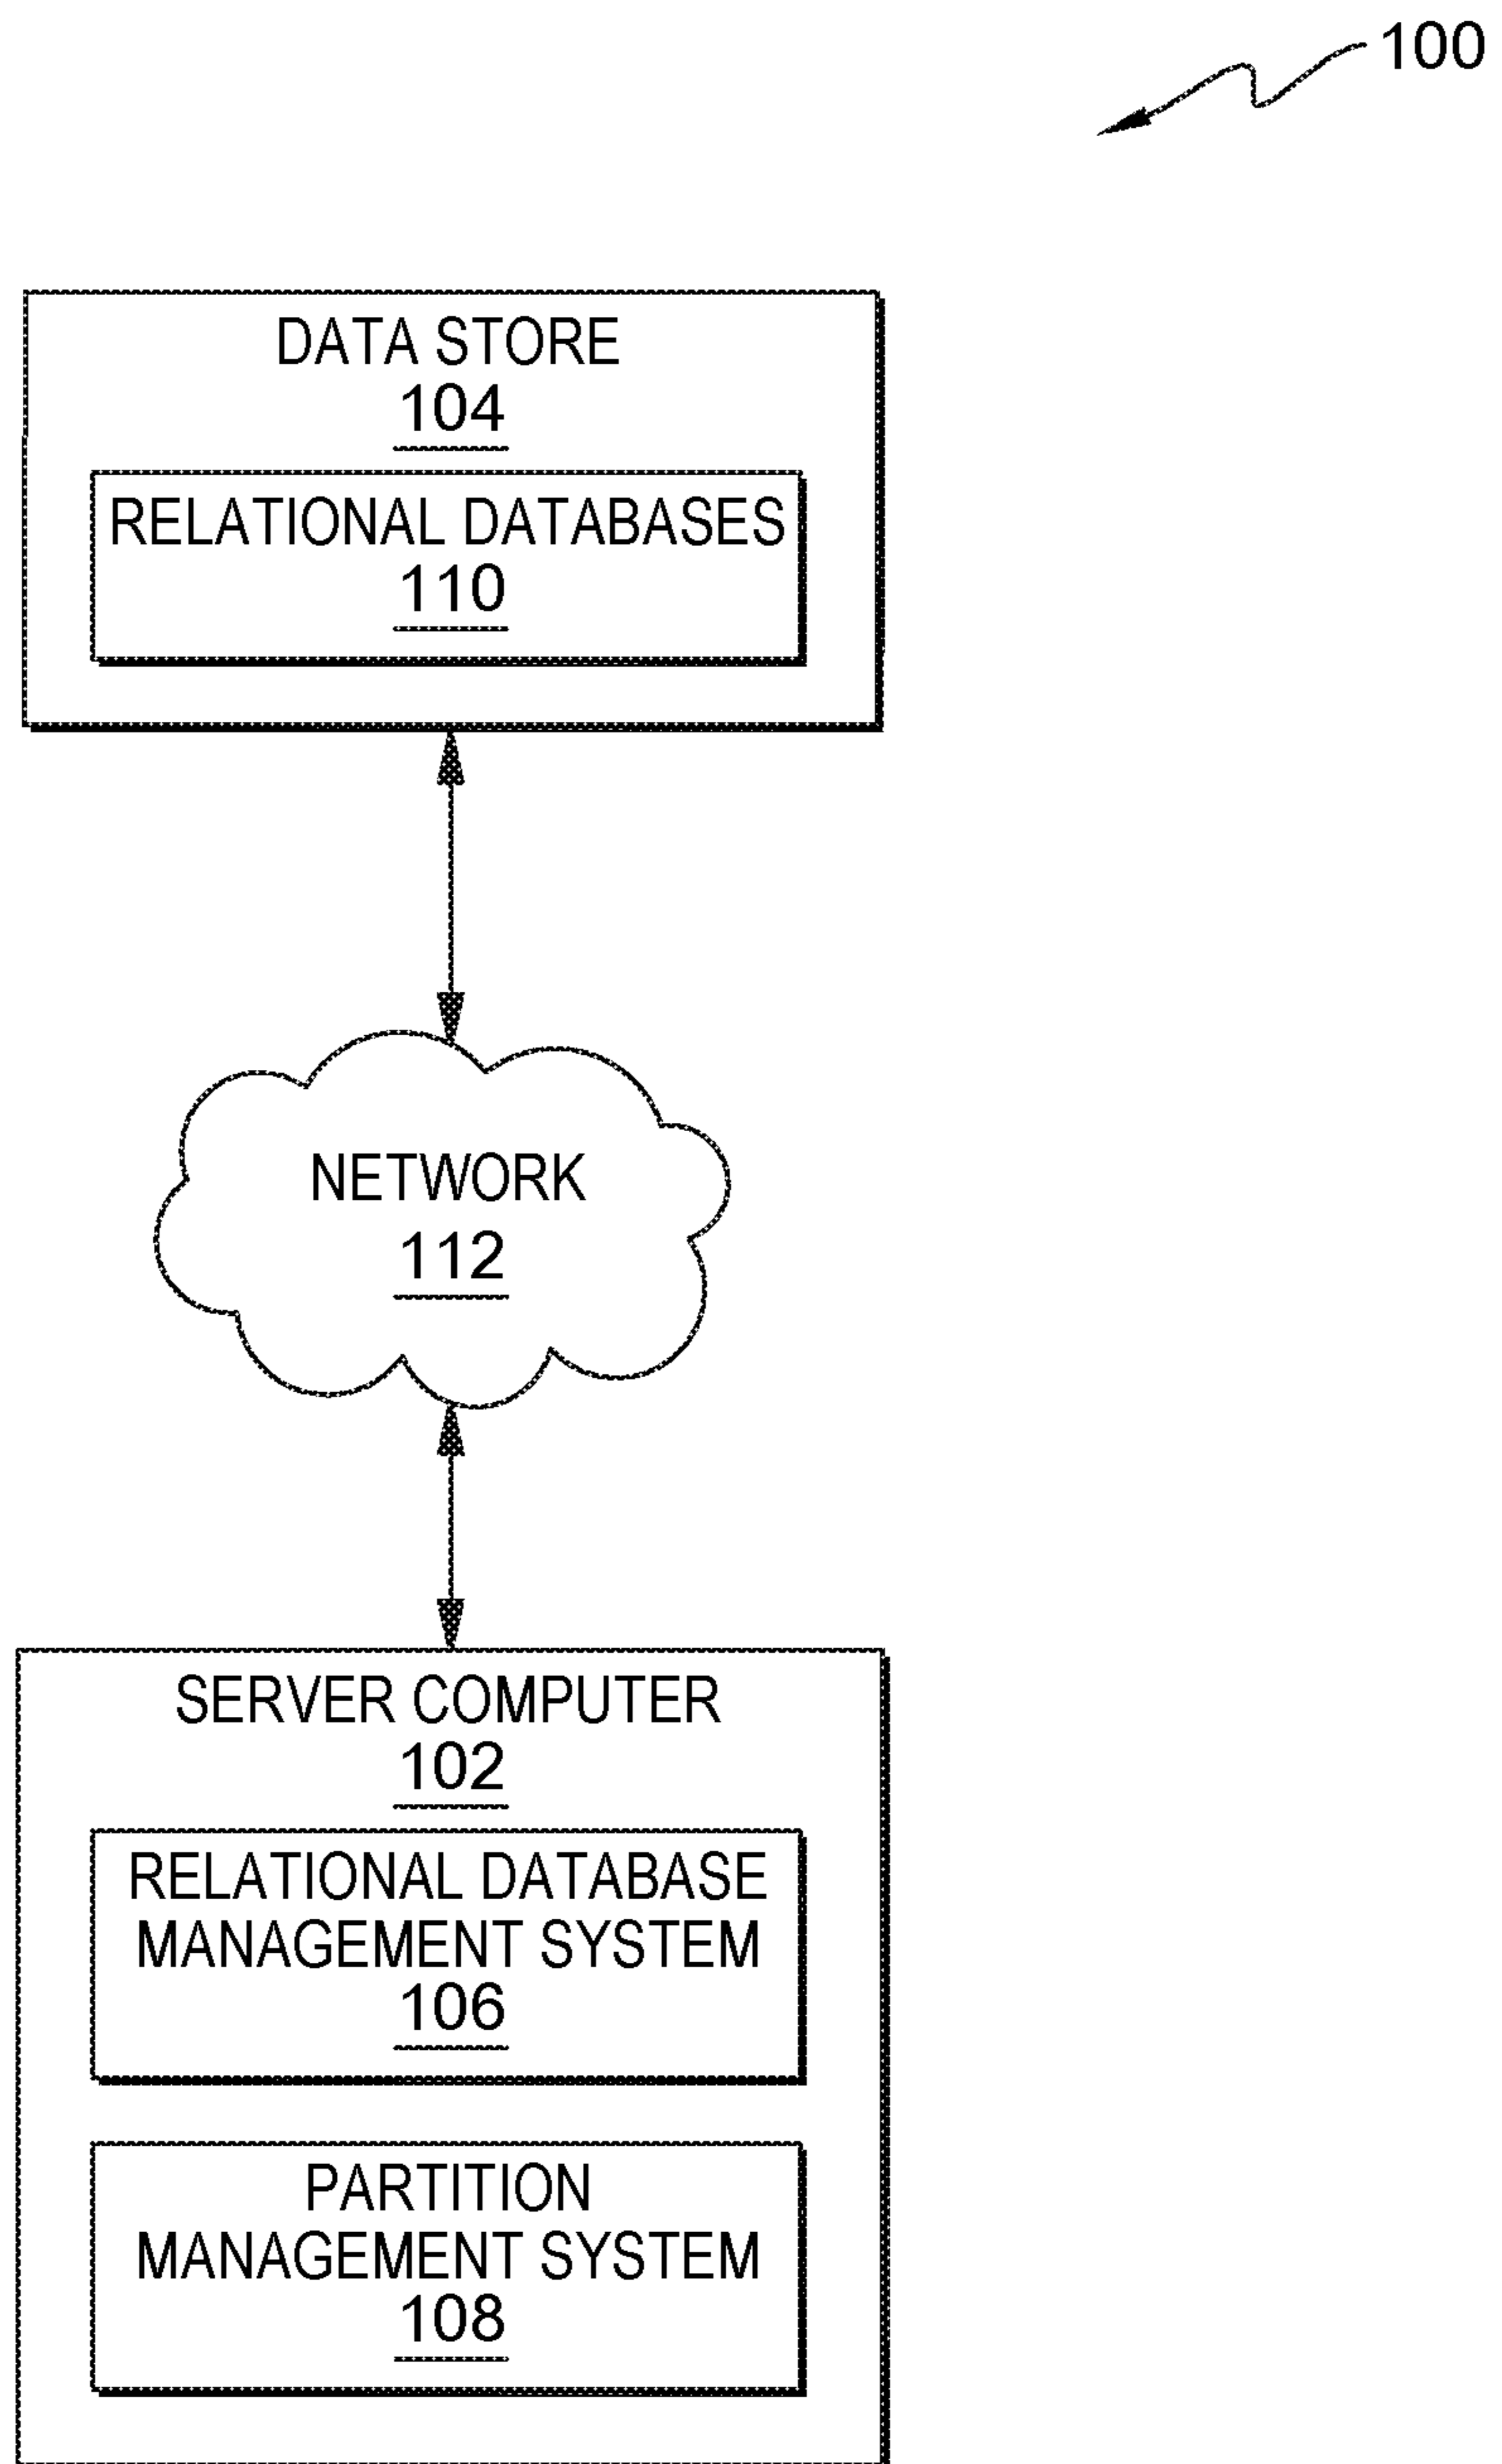 100
DATA STORE
104
RELATIONAL DATABASES
110
NETWORK
112
SERVER COMPUTER
102
RELATIONAL DATABASE
MANAGEMENT SYSTEM
106
PARTITION
MANAGEMENT SYSTEM
108